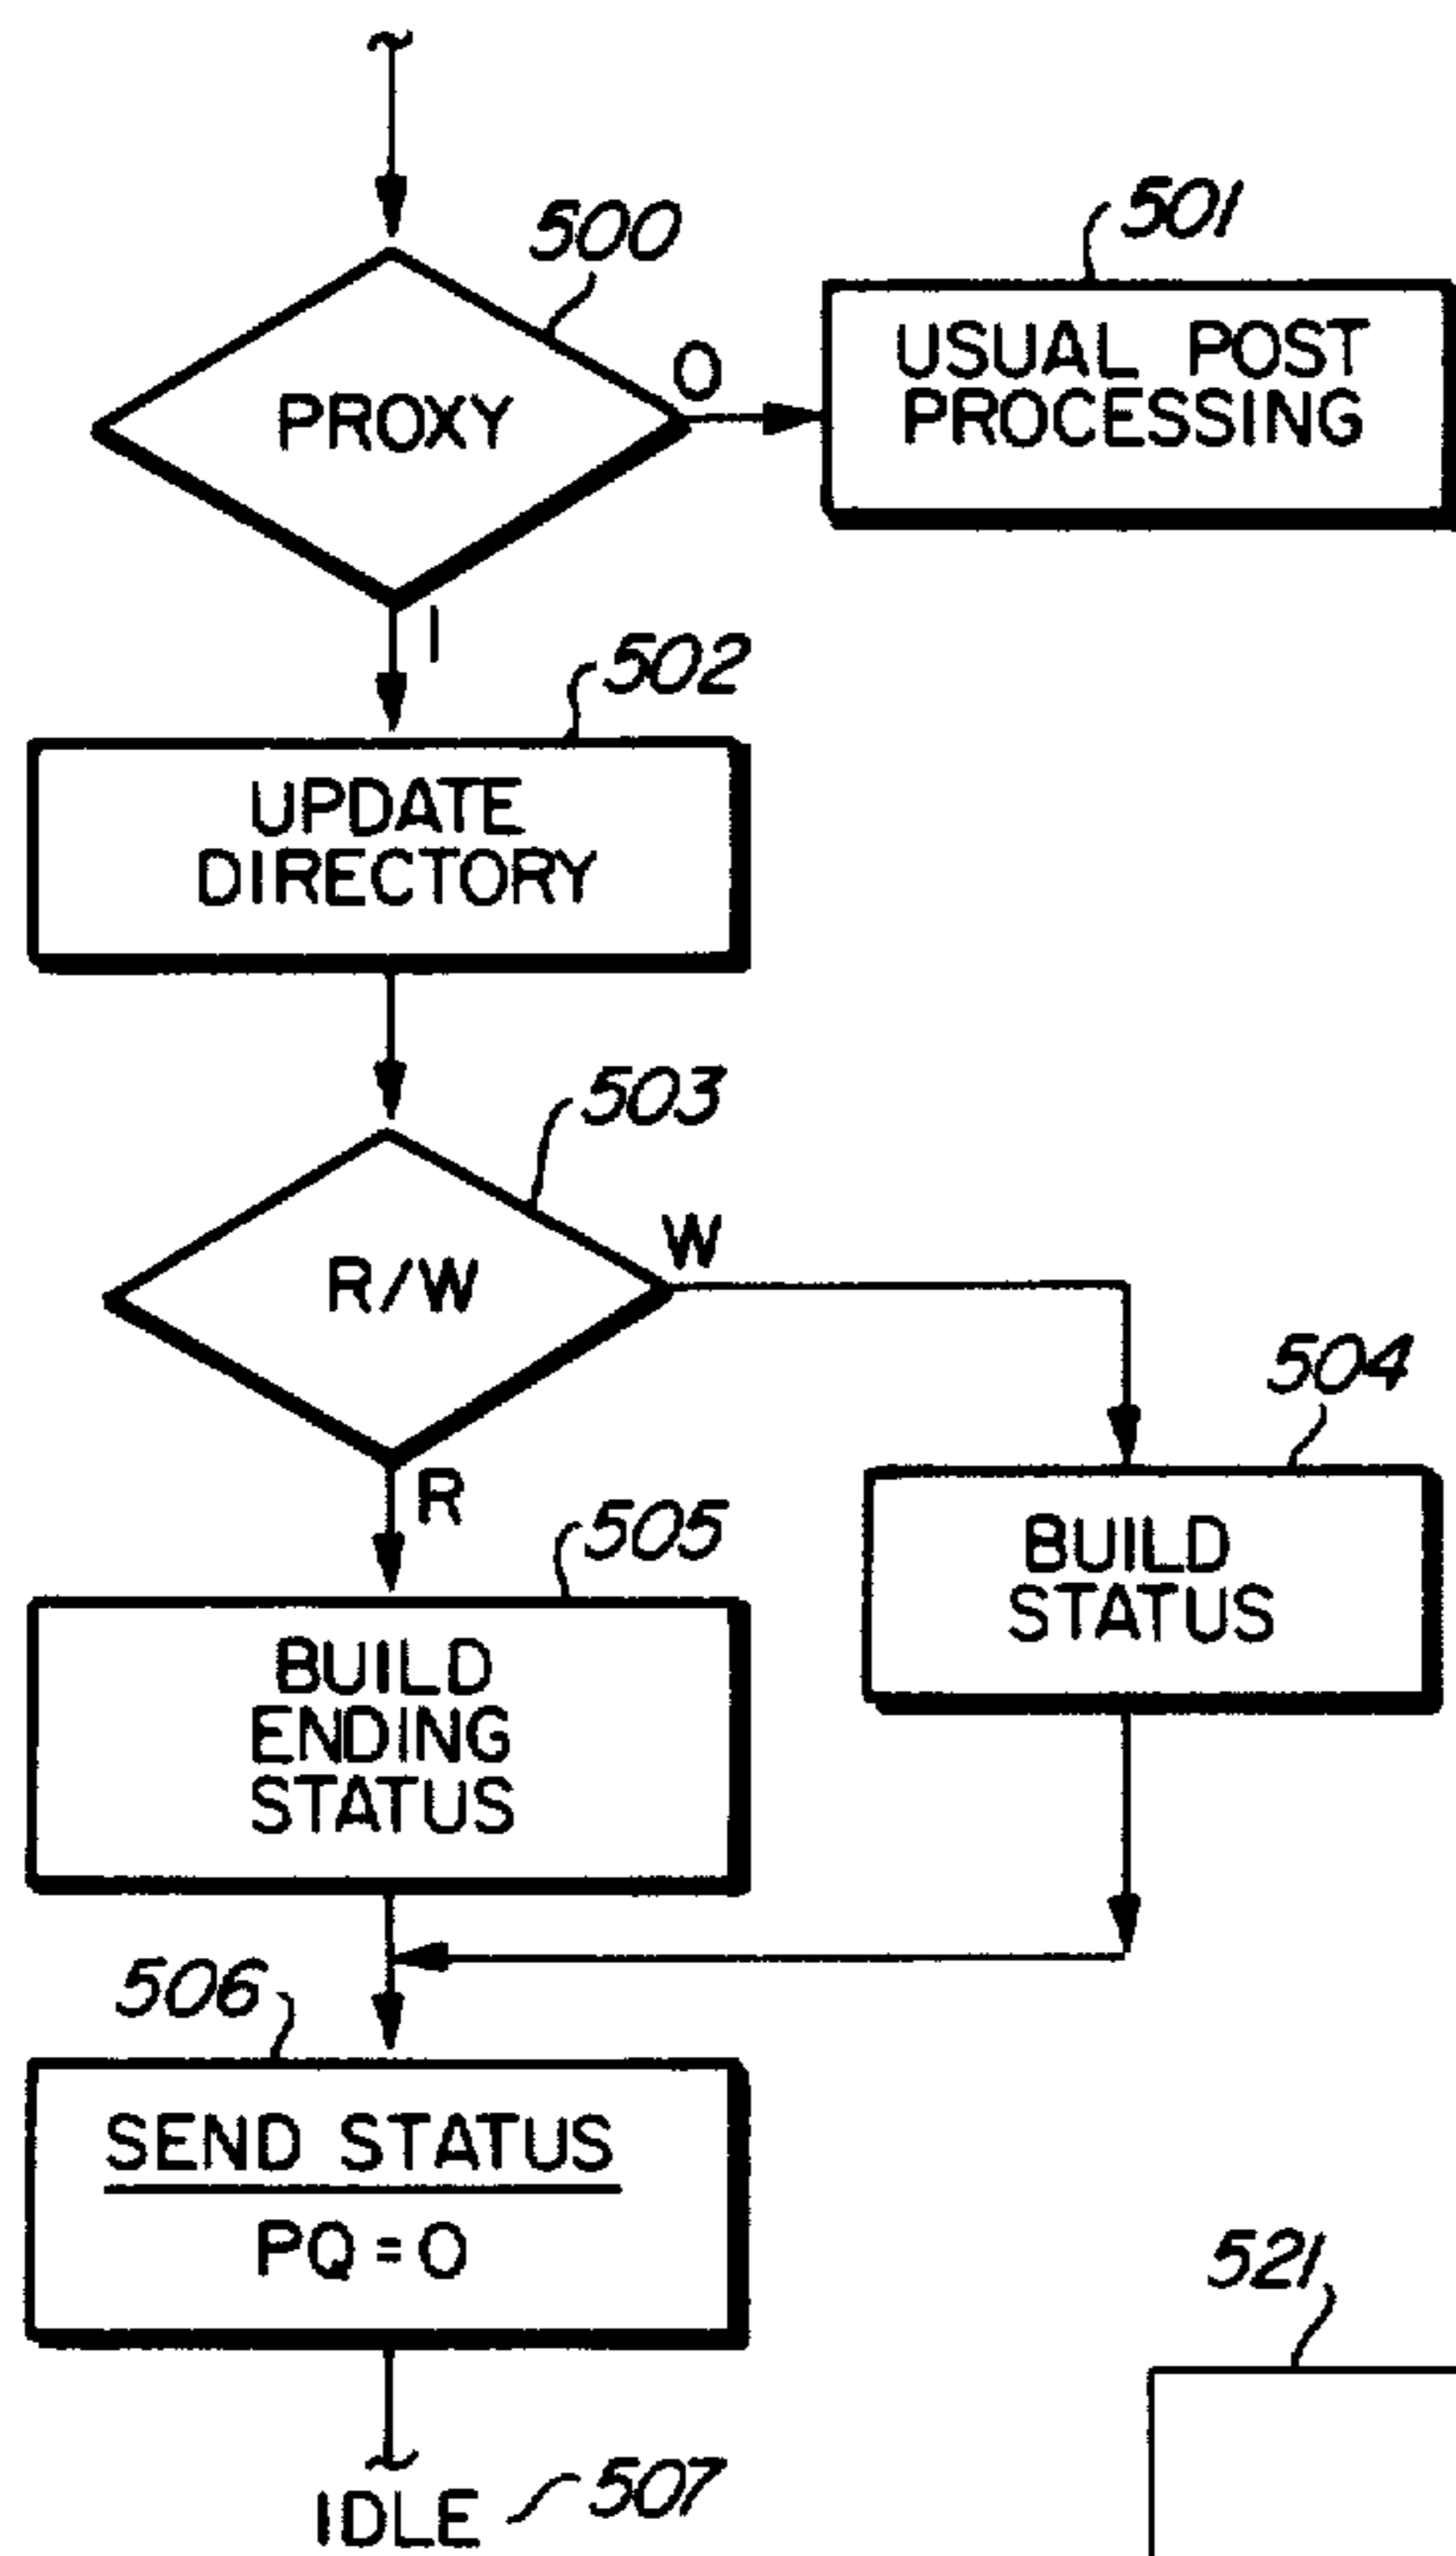 500
501
PROXY
0
USUAL POST
PROCESSING
1
502
UPDATE
DIRECTORY
503
R/W
W
504
R
505
BUILD
STATUS
BUILD
ENDING
STATUS
506
SEND STATUS
PQ = 0
521
IDLE
507